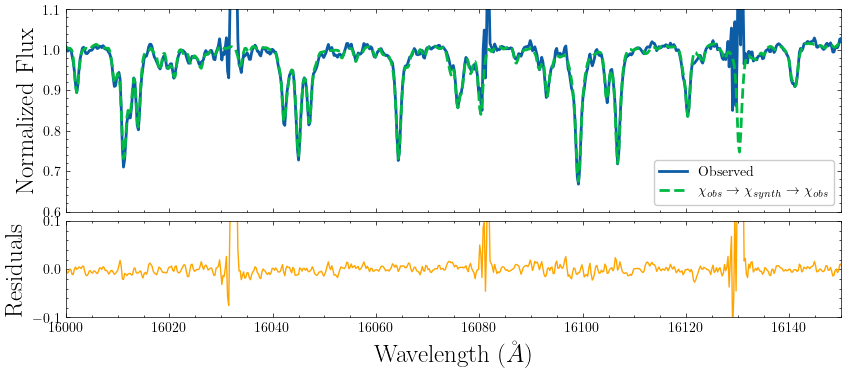 1.1
1.0
0.9
0.8
0.7
0.6
Normalized Flux
Observed
χobs → χsynth → χobs
0.1
0.0
−0.1
Residuals
16000 16020 16040 16060 16080 16100 16120 16140
Wavelength (Å)